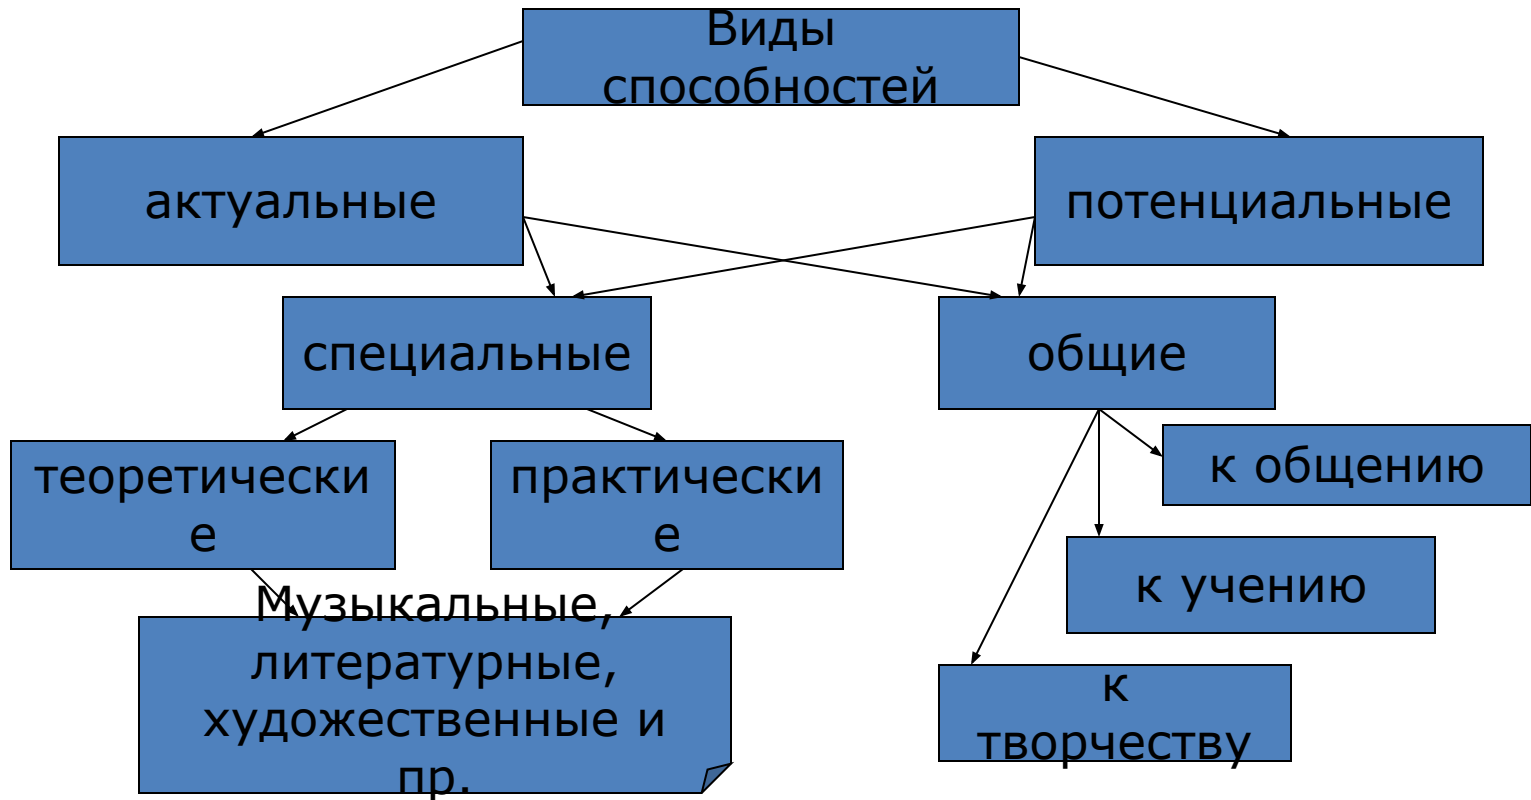 Виды
способностей
актуальные
потенциальные
специальные
общие
теоретически
е
практически
е
к общению
к учению
Музыкальные,
литературные,
художественные и
пр.
к
творчеству